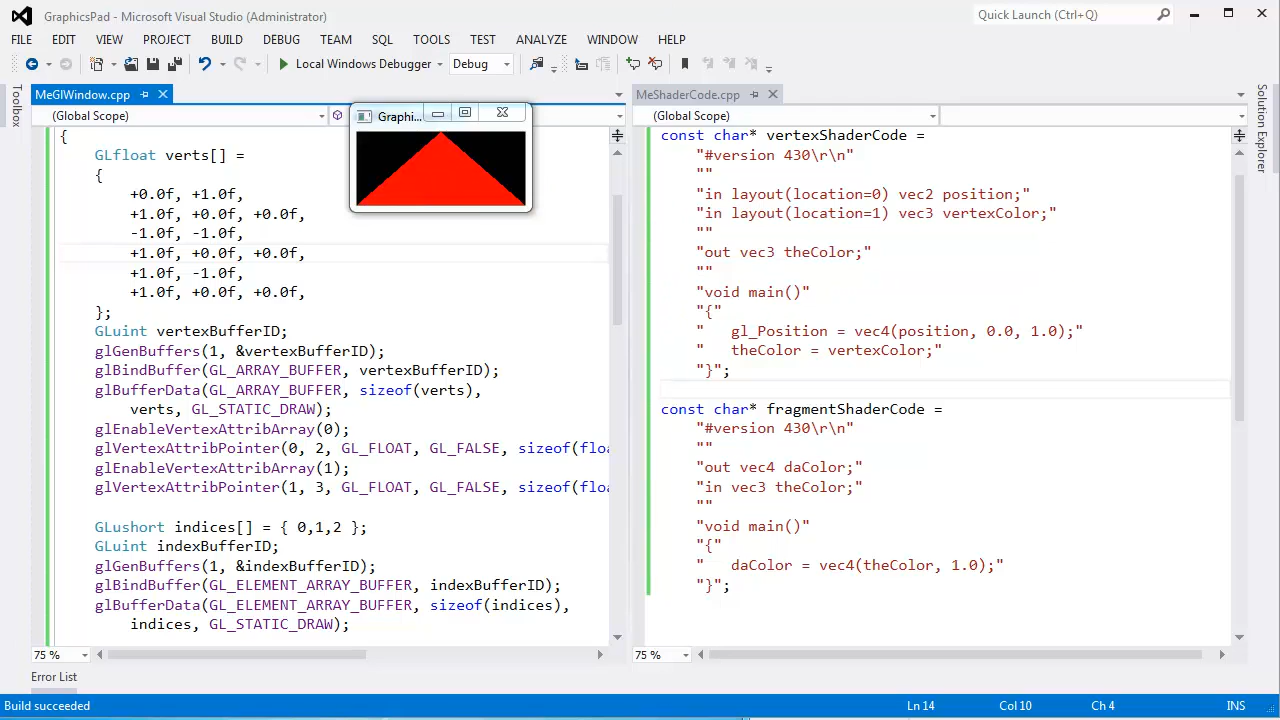 GraphicsPad - Microsoft Visual Studio (Administrator)
Quick Launch (Ctrl+Q)
FILE EDIT VIEW PROJECT BUILD DEBUG TEAM SQL TOOLS TEST ANALYZE WINDOW HELP
Local Windows Debugger Debug
Toolbox
MeGlWindow.cpp
(Global Scope)
{
GLfloat verts[] =
{
+0.0f, +1.0f,
+1.0f, +0.0f, +0.0f,
-1.0f, -1.0f,
+1.0f, +0.0f, +0.0f,
+1.0f, -1.0f,
+1.0f, +0.0f, +0.0f,
};
GLuint vertexBufferID;
glGenBuffers(1, &vertexBufferID);
glBindBuffer(GL_ARRAY_BUFFER, vertexBufferID);
glBufferData(GL_ARRAY_BUFFER, sizeof(verts),
verts, GL_STATIC_DRAW);
glEnableVertexAttribArray(0);
glVertexAttribPointer(0, 2, GL_FLOAT, GL_FALSE, sizeof(floa
glEnableVertexAttribArray(1);
glVertexAttribPointer(1, 3, GL_FLOAT, GL_FALSE, sizeof(floa
GLushort indices[] = { 0,1,2 };
GLuint indexBufferID;
glGenBuffers(1, &indexBufferID);
glBindBuffer(GL_ELEMENT_ARRAY_BUFFER, indexBufferID);
glBufferData(GL_ELEMENT_ARRAY_BUFFER, sizeof(indices),
indices, GL_STATIC_DRAW);
75 %
Graphi...
MeShaderCode.cpp
(Global Scope)
const char* vertexShaderCode =
"#version 430\r\n"
""
"in layout(location=0) vec2 position;"
"in layout(location=1) vec3 vertexColor;"
""
"out vec3 theColor;"
""
"void main()"
"{"
"   gl_Position = vec4(position, 0.0, 1.0);"
"   theColor = vertexColor;"
"}";
const char* fragmentShaderCode =
"#version 430\r\n"
""
"out vec4 daColor;"
"in vec3 theColor;"
""
"void main()"
"{"
"   daColor = vec4(theColor, 1.0);"
"}";
75 %
Solution Explorer
Error List
Build succeeded Ln 14 Col 10 Ch 4 INS